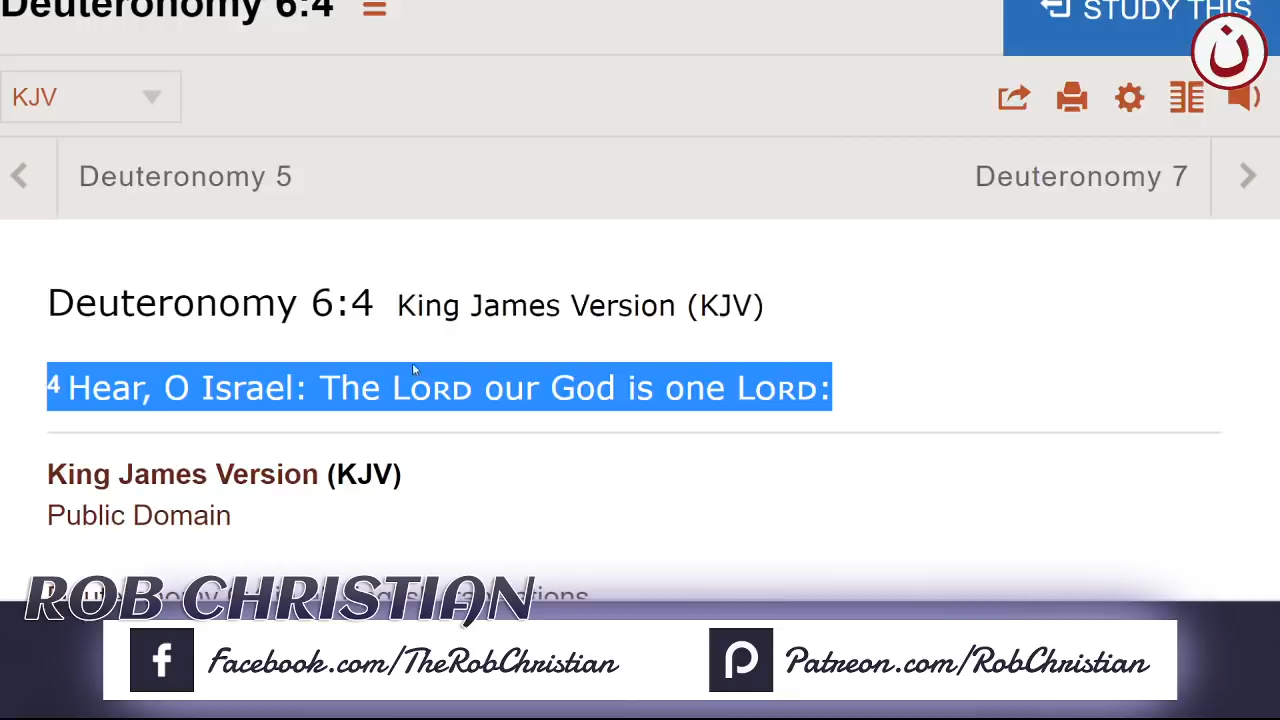 Deuteronomy 6:4
STUDY THIS
ن
KJV
Deuteronomy 5
Deuteronomy 7
Deuteronomy 6:4 King James Version (KJV)
4 Hear, O Israel: The LORD our God is one LORD:
King James Version (KJV)
Public Domain
ROB CHRISTIAN
Facebook.com/TheRobChristian
Patreon.com/RobChristian